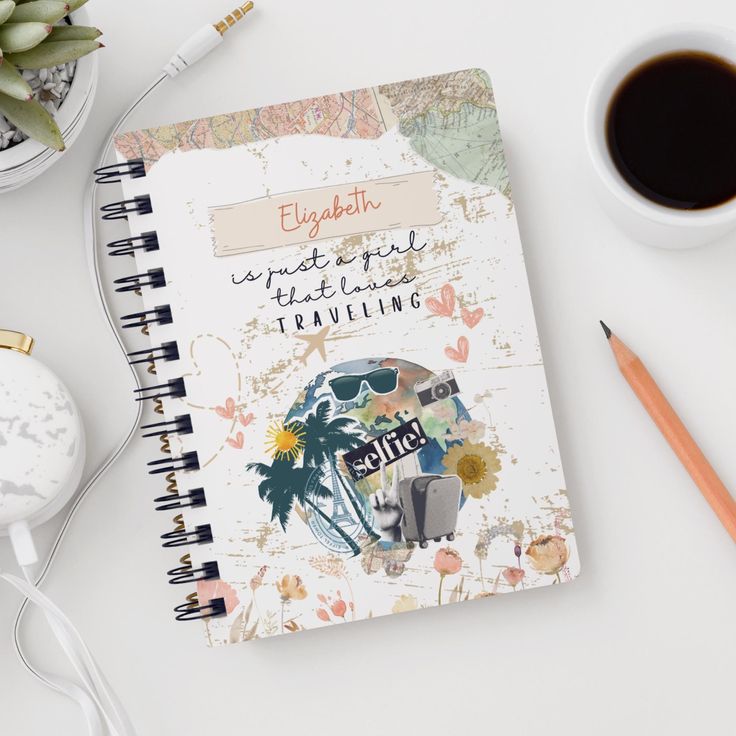 Elizabeth
is just a girl
that loves
TRAVELING
selfie!